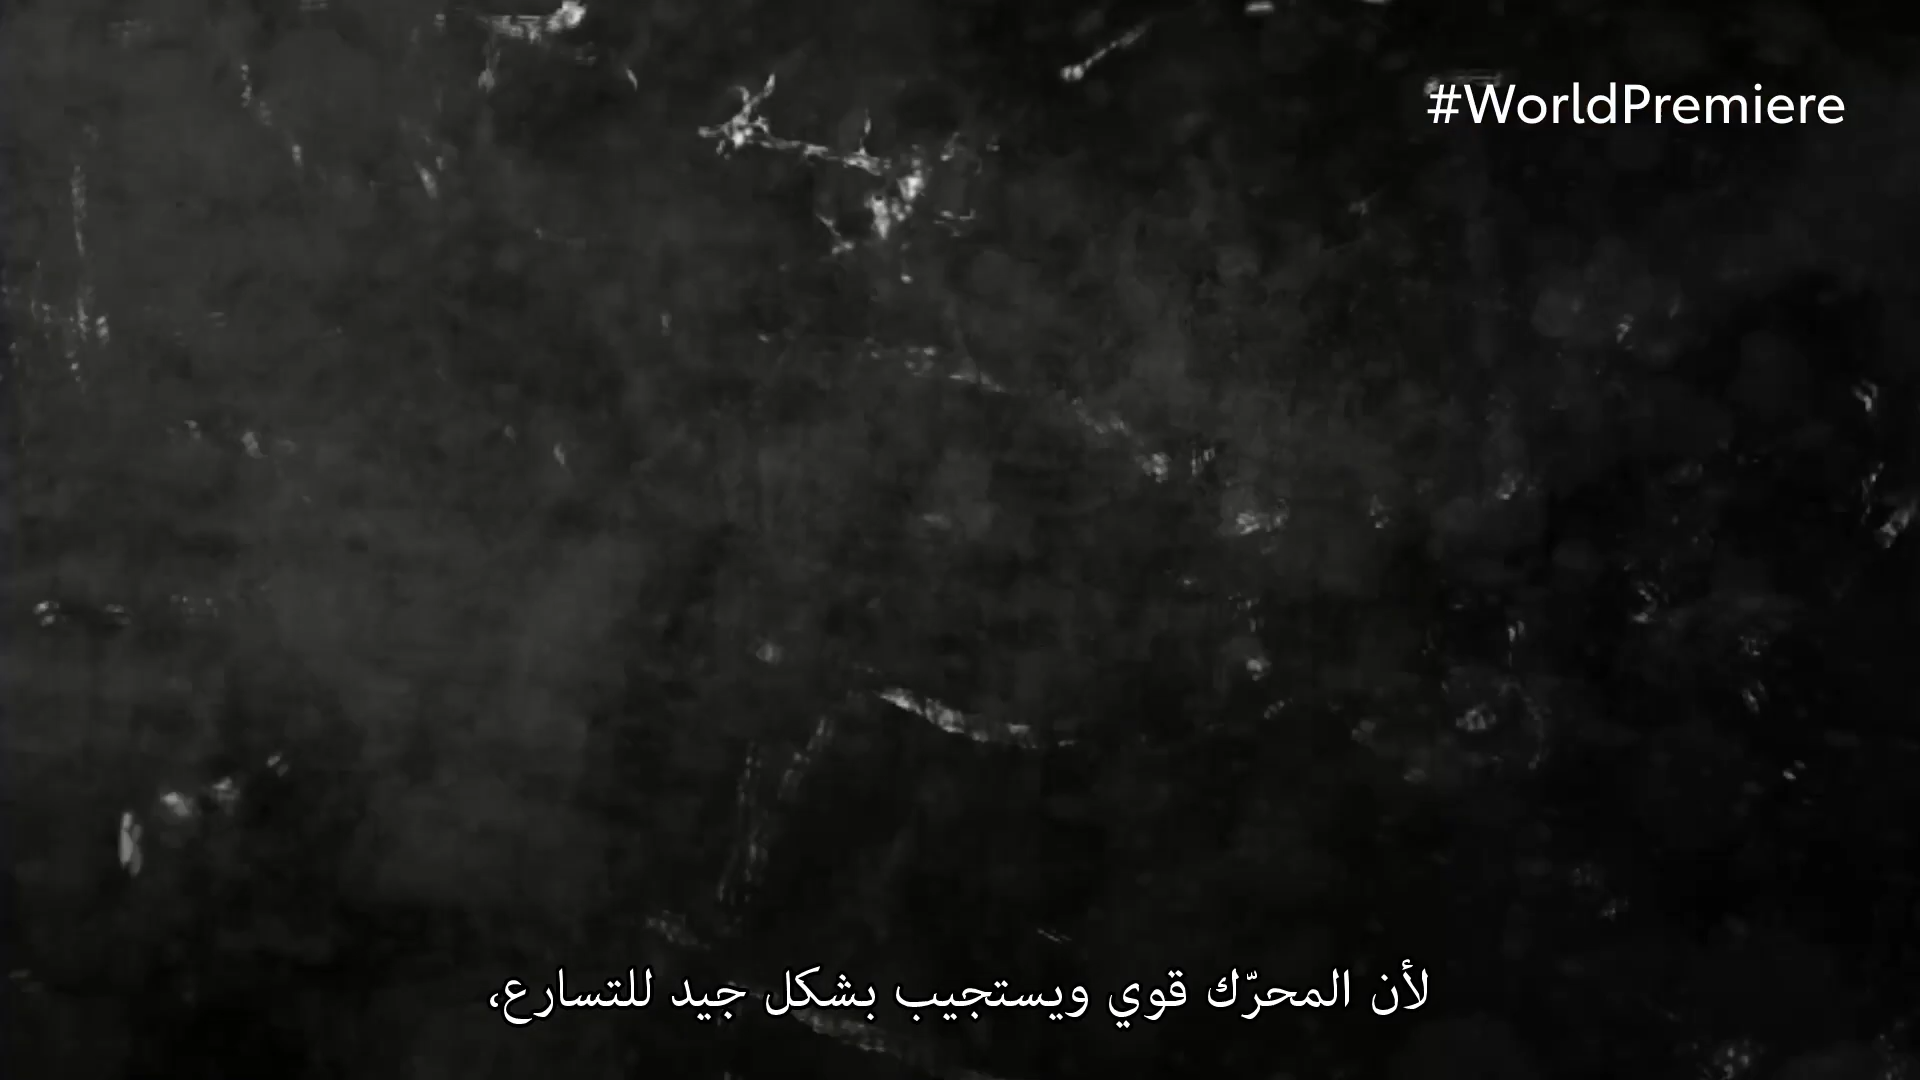 #WorldPremiere
لأن المحرّك قوي ويستجيب بشكل جيد للتسارع،